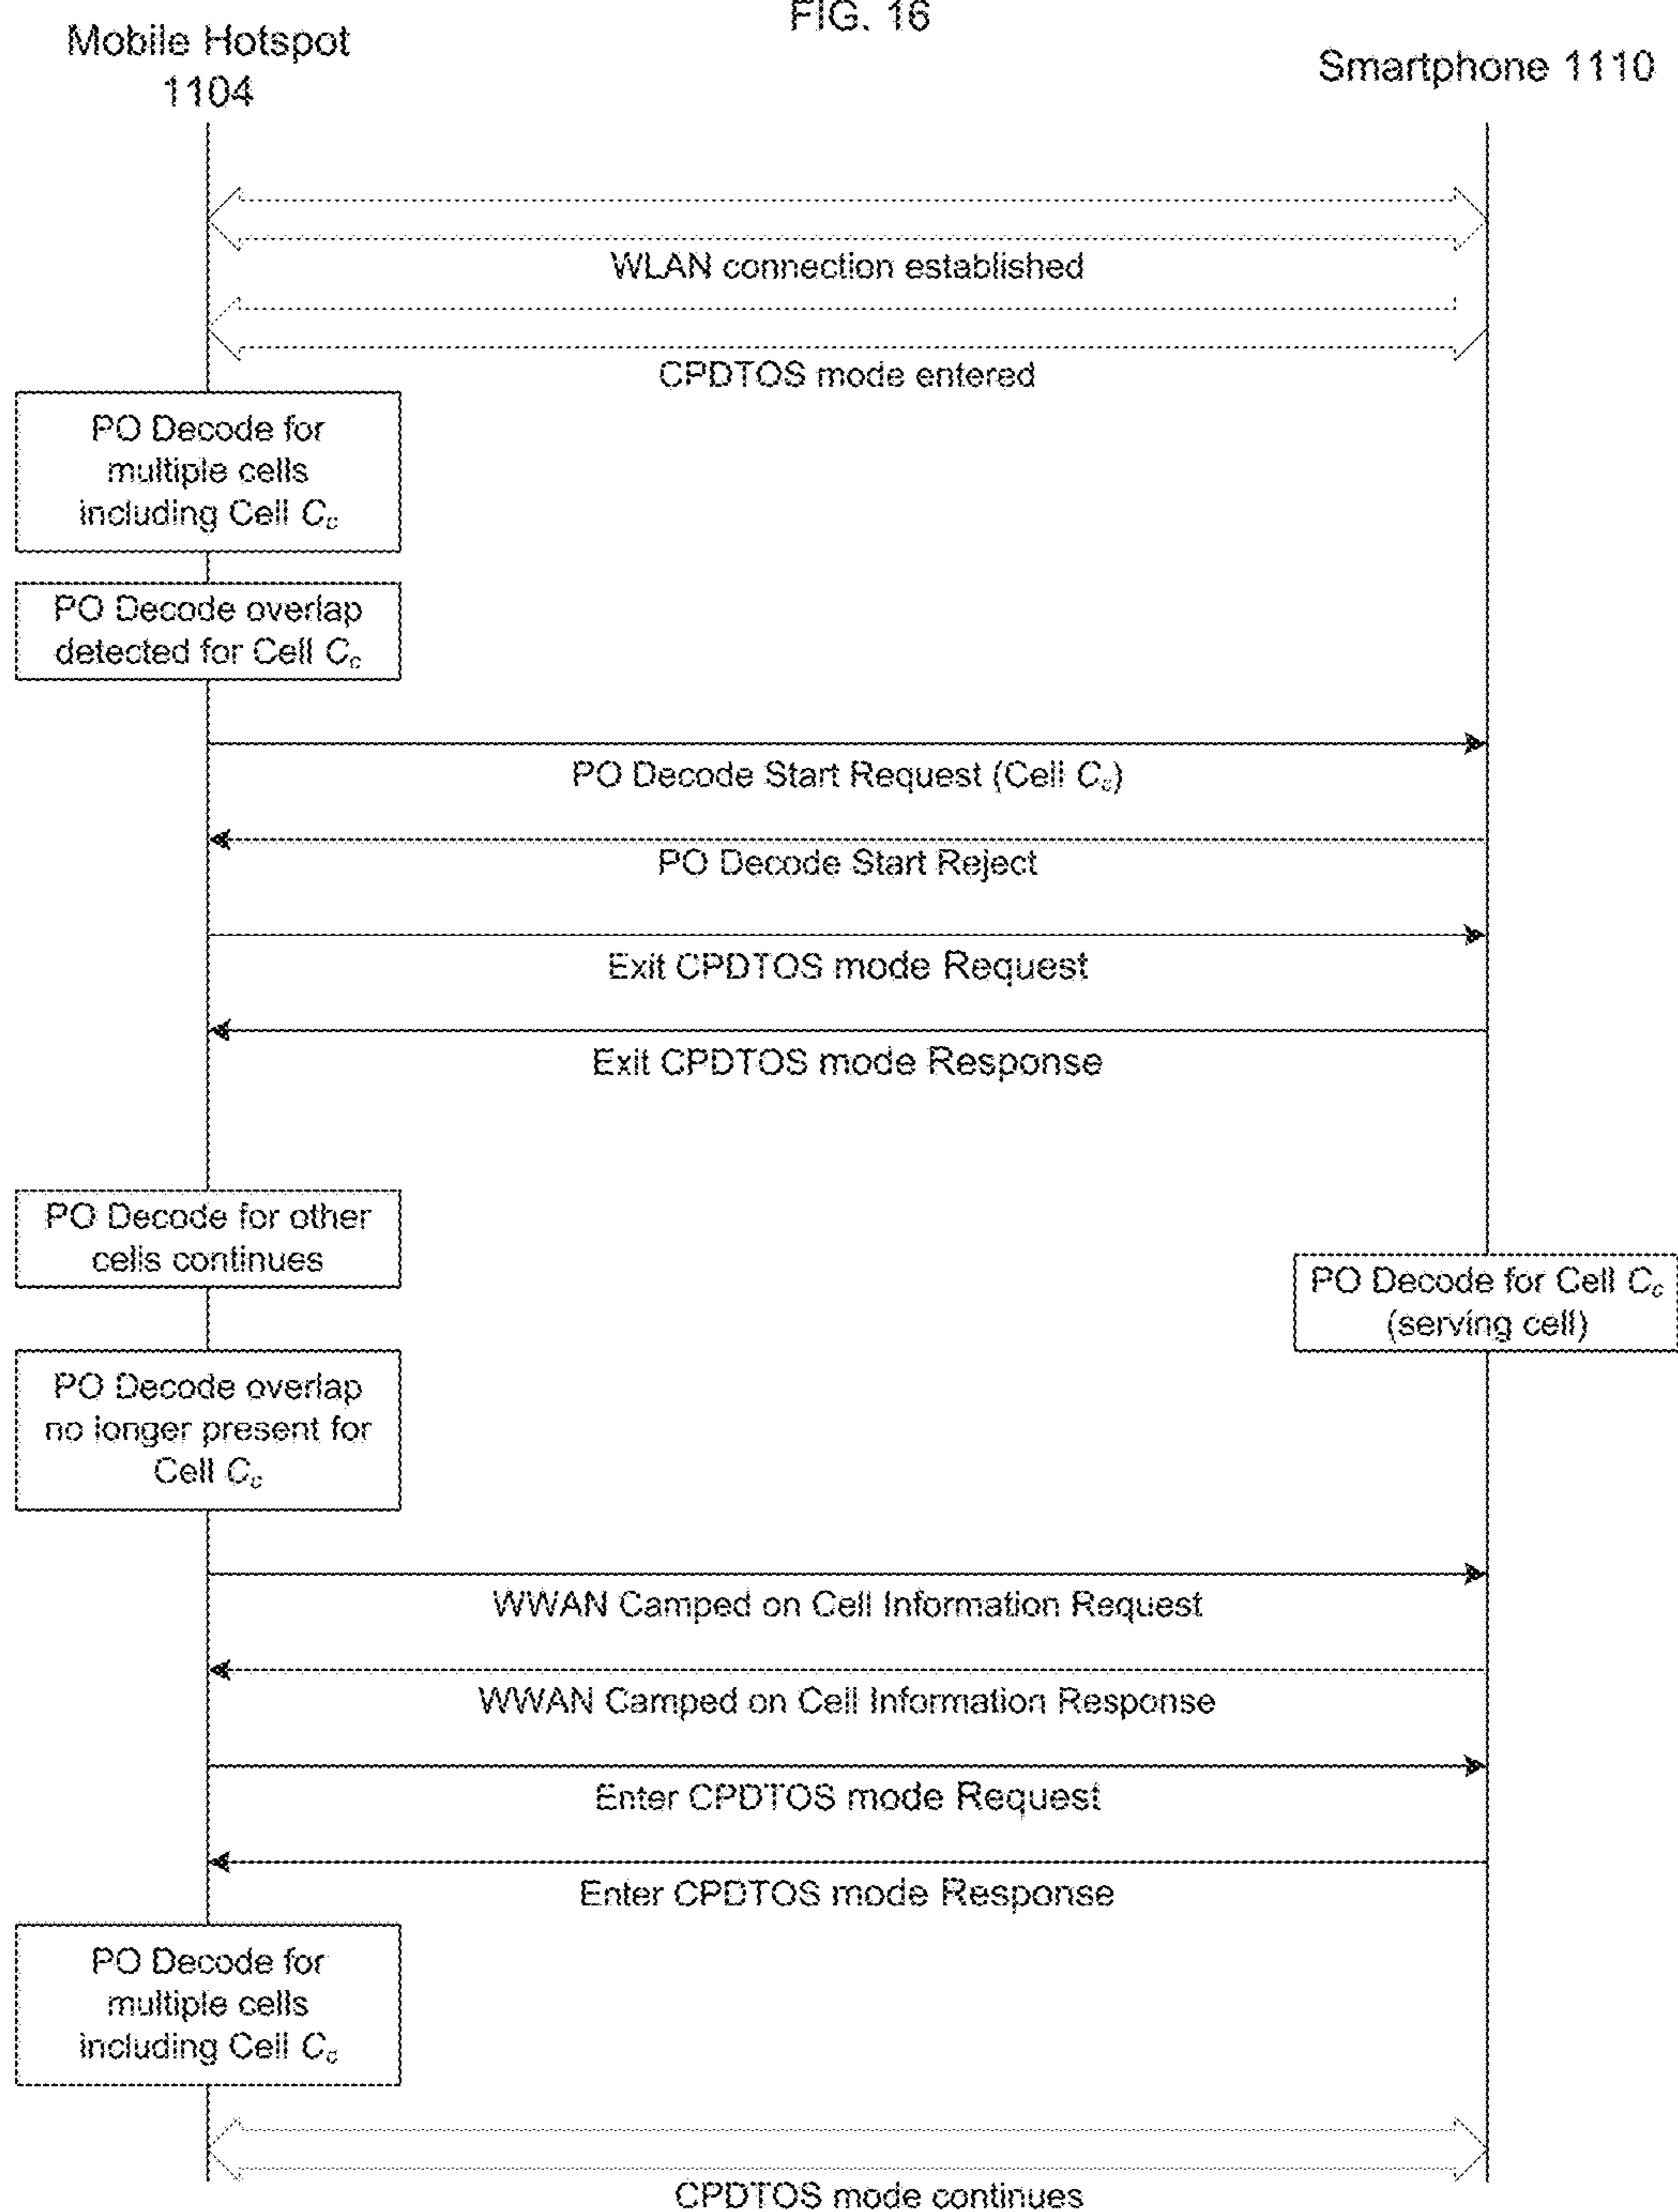 FIG. 16
Mobile Hotspot
1104
Smartphone 1110
WLAN connection established
CPDTOS mode entered
PO Decode for
multiple cells
including Cell Cc
PO Decode overlap
detected for Cell Cc
PO Decode Start Request (Cell Cc)
PO Decode Start Reject
Exit CPDTOS mode Request
Exit CPDTOS mode Response
PO Decode for other
cells continues
PO Decode for Cell Cc
(serving cell)
PO Decode overlap
no longer present for
Cell Cc
WWAN Camped on Cell Information Request
WWAN Camped on Cell Information Response
Enter CPDTOS mode Request
Enter CPDTOS mode Response
PO Decode for
multiple cells
including Cell Cc
CPDTOS mode continues